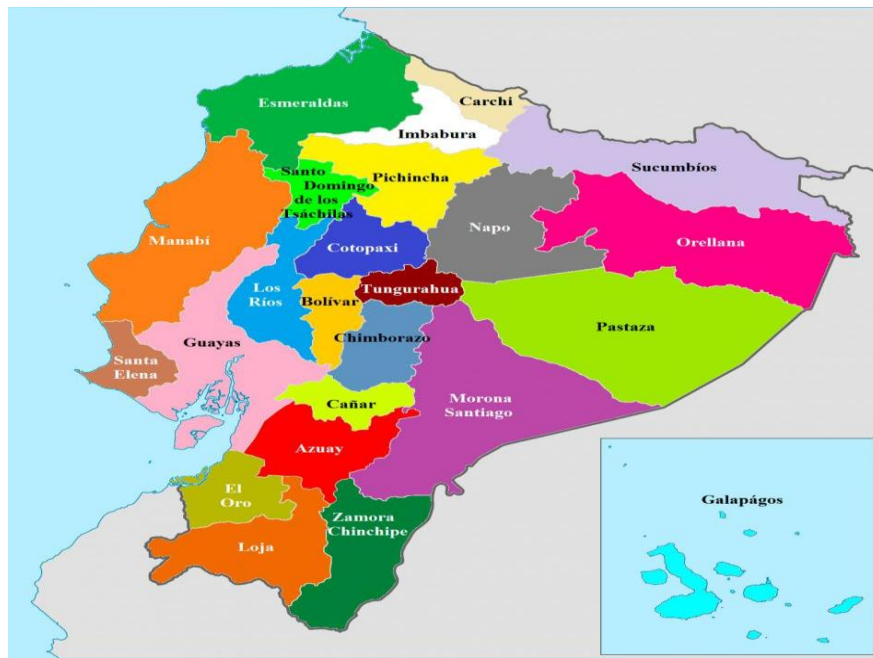 Carchi
Esmeraldas
Imbabura
Sucumbíos
Santo
Domingo
de los
Tsáchilas
Pichincha
Napo
Orellana
Manabí
Cotopaxi
Los
Ríos
Bolívar
Tungurahua
Pastaza
Guayas
Chimborazo
Santa
Elena
Morona
Santiago
Cañar
Azuay
El
Oro
Zamora
Chinchipe
Loja
Galapágos